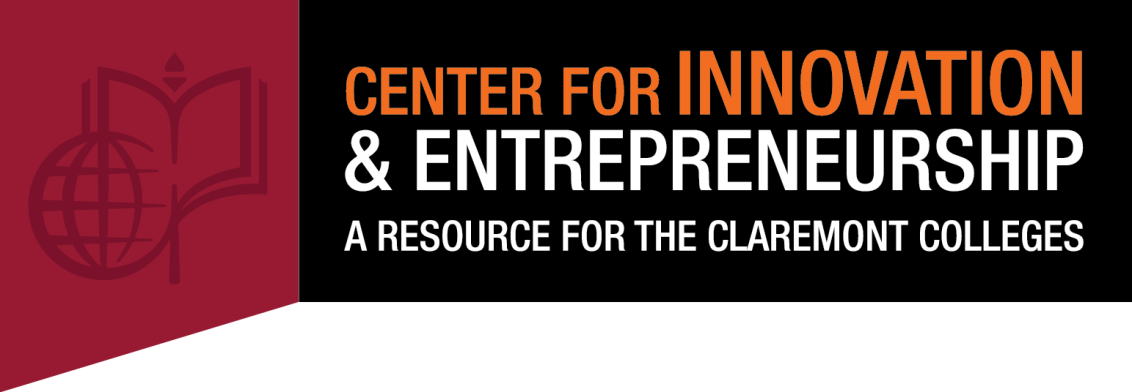 CENTER FOR INNOVATION
& ENTREPRENEURSHIP
A RESOURCE FOR THE CLAREMONT COLLEGES